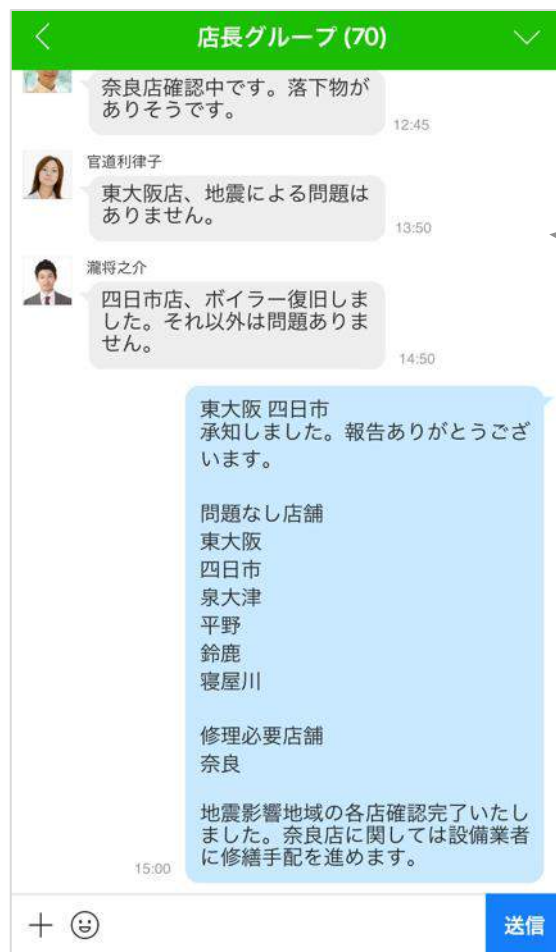 店長グループ (70)
奈良店確認中です。落下物が
ありそうです。
12:45
官道利律子
東大阪店、地震による問題は
ありません。
13:50
瀧将之介
四日市店、ボイラー復旧しま
した。それ以外は問題ありま
せん。
14:50
東大阪 四日市
承知しました。報告ありがとうござ
います。
問題なし店舗
東大阪
四日市
泉大津
平野
鈴鹿
寝屋川
修理必要店舗
奈良
地震影響地域の各店確認完了いたし
ました。奈良店に関しては設備業者
に修繕手配を進めます。
15:00
送信